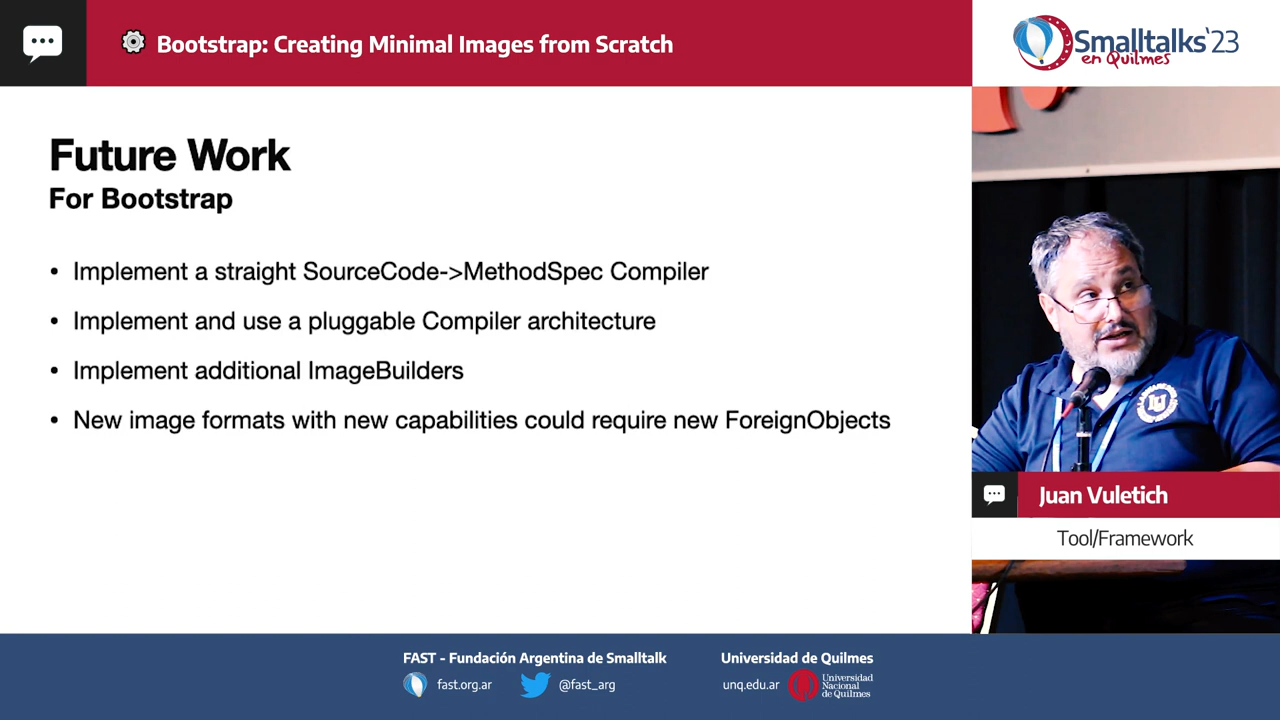 Bootstrap: Creating Minimal Images from Scratch
Smalltalks'23
en Quilmes
Future Work
For Bootstrap
• Implement a straight SourceCode->MethodSpec Compiler
• Implement and use a pluggable Compiler architecture
• Implement additional ImageBuilders
• New image formats with new capabilities could require new ForeignObjects
Juan Vuletich
Tool/Framework
FAST - Fundación Argentina de Smalltalk
fast.org.ar
@fast_arg
Universidad de Quilmes
unq.edu.ar
Universidad
Nacional
de Quilmes